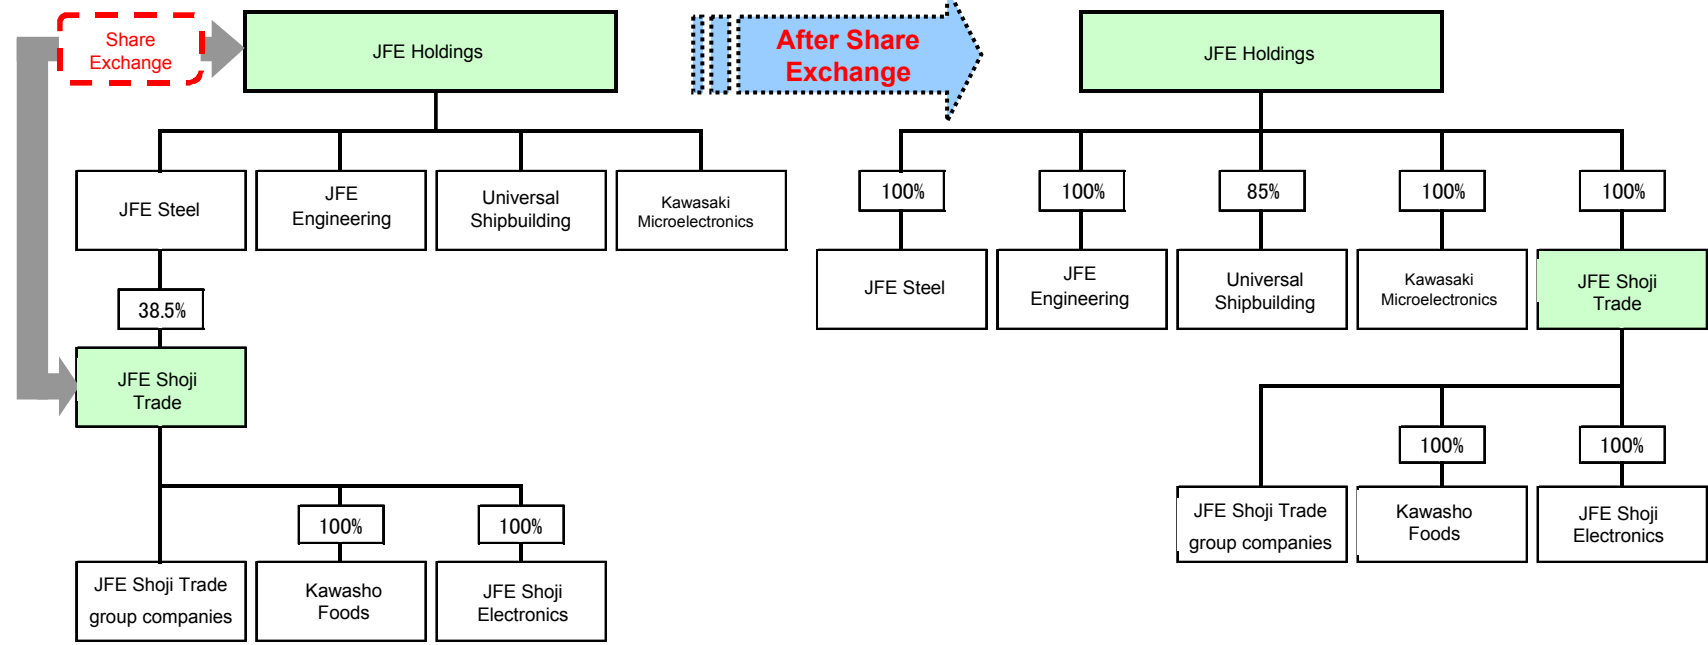 Share
Exchange
JFE Holdings
After Share
Exchange
JFE Holdings
JFE Steel
JFE
Engineering
Universal
Shipbuilding
Kawasaki
Microelectronics
38.5%
JFE Shoji
Trade
100%
100%
JFE Shoji Trade
group companies
Kawasho
Foods
JFE Shoji
Electronics
100%
100%
85%
100%
100%
JFE Steel
JFE
Engineering
Universal
Shipbuilding
Kawasaki
Microelectronics
JFE Shoji
Trade
100%
100%
JFE Shoji Trade
group companies
Kawasho
Foods
JFE Shoji
Electronics